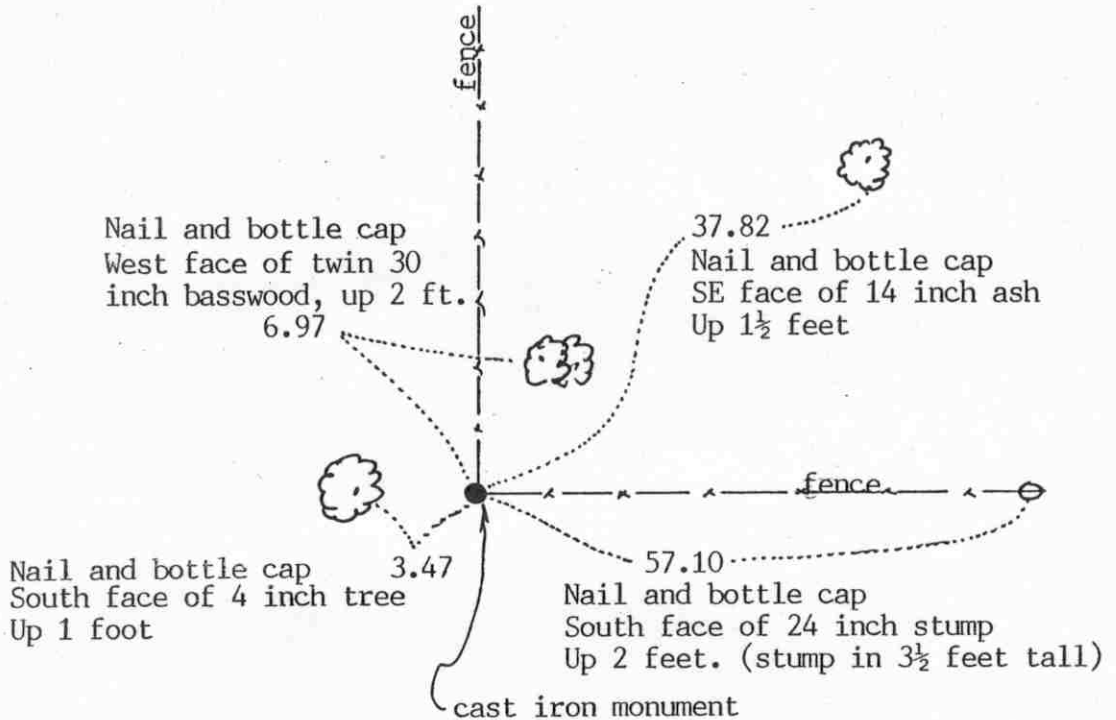 fence
Nail and bottle cap
West face of twin 30
inch basswood, up 2 ft.
6.97
37.82
Nail and bottle cap
SE face of 14 inch ash
Up 1½ feet
fence
Nail and bottle cap
South face of 4 inch tree
Up 1 foot
3.47
57.10
Nail and bottle cap
South face of 24 inch stump
Up 2 feet. (stump in 3½ feet tall)
cast iron monument